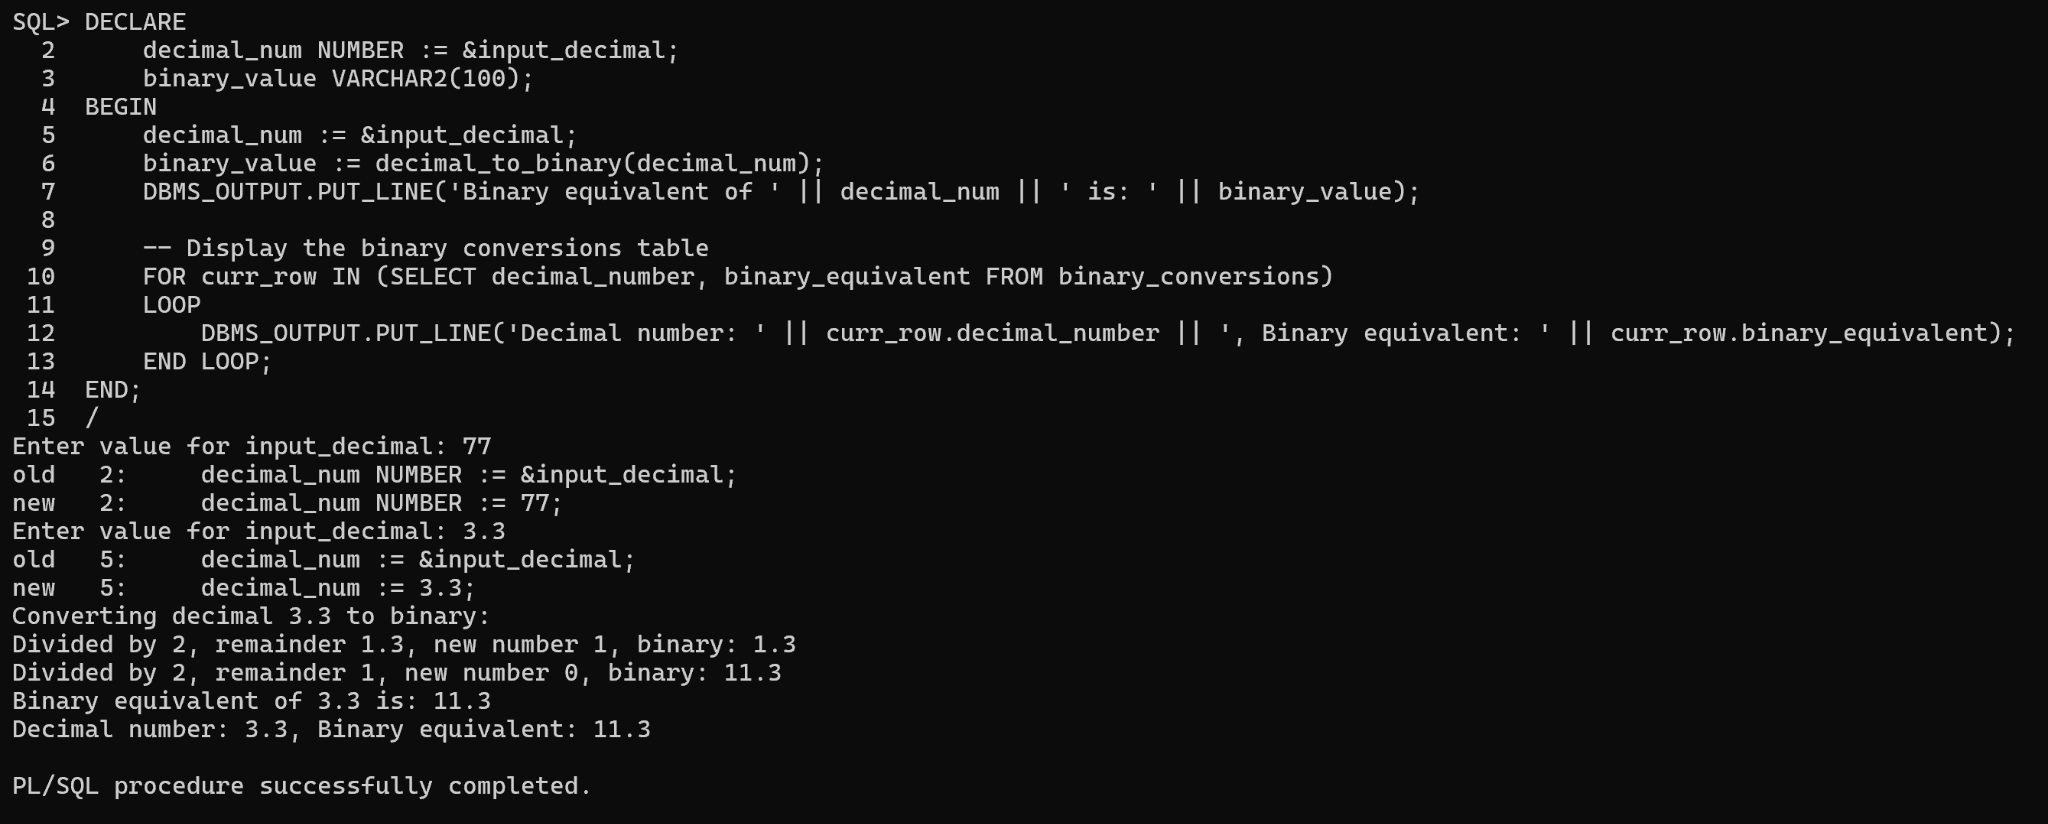 SQL> DECLARE
  2      decimal_num NUMBER := &input_decimal;
  3      binary_value VARCHAR2(100);
  4  BEGIN
  5      decimal_num := &input_decimal;
  6      binary_value := decimal_to_binary(decimal_num);
  7      DBMS_OUTPUT.PUT_LINE('Binary equivalent of ' || decimal_num || ' is: ' || binary_value);
  8
  9      -- Display the binary conversions table
 10      FOR curr_row IN (SELECT decimal_number, binary_equivalent FROM binary_conversions)
 11      LOOP
 12          DBMS_OUTPUT.PUT_LINE('Decimal number: ' || curr_row.decimal_number || ', Binary equivalent: ' || curr_row.binary_equivalent);
 13      END LOOP;
 14  END;
 15  /
Enter value for input_decimal: 77
old   2:     decimal_num NUMBER := &input_decimal;
new   2:     decimal_num NUMBER := 77;
Enter value for input_decimal: 3.3
old   5:     decimal_num := &input_decimal;
new   5:     decimal_num := 3.3;
Converting decimal 3.3 to binary:
Divided by 2, remainder 1.3, new number 1, binary: 1.3
Divided by 2, remainder 1, new number 0, binary: 11.3
Binary equivalent of 3.3 is: 11.3
Decimal number: 3.3, Binary equivalent: 11.3

PL/SQL procedure successfully completed.